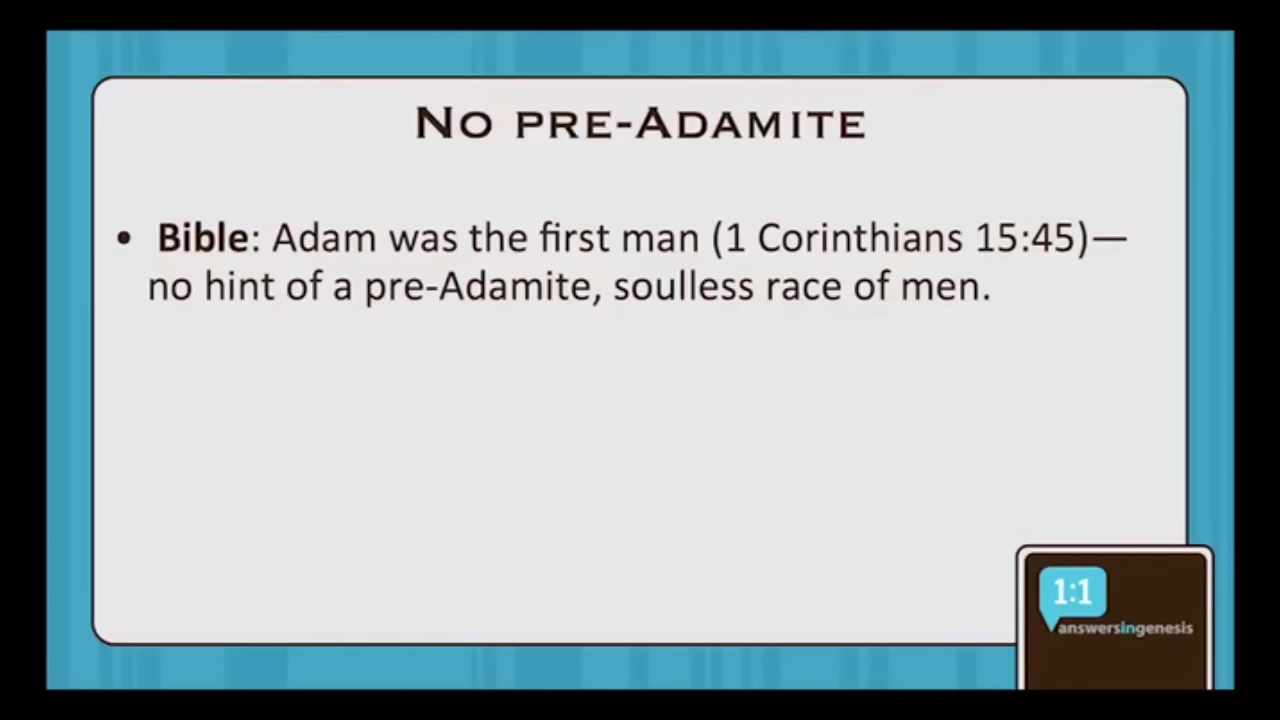 No pre-Adamite
• Bible: Adam was the first man (1 Corinthians 15:45)—
no hint of a pre-Adamite, soulless race of men.
1:1
answersingenesis